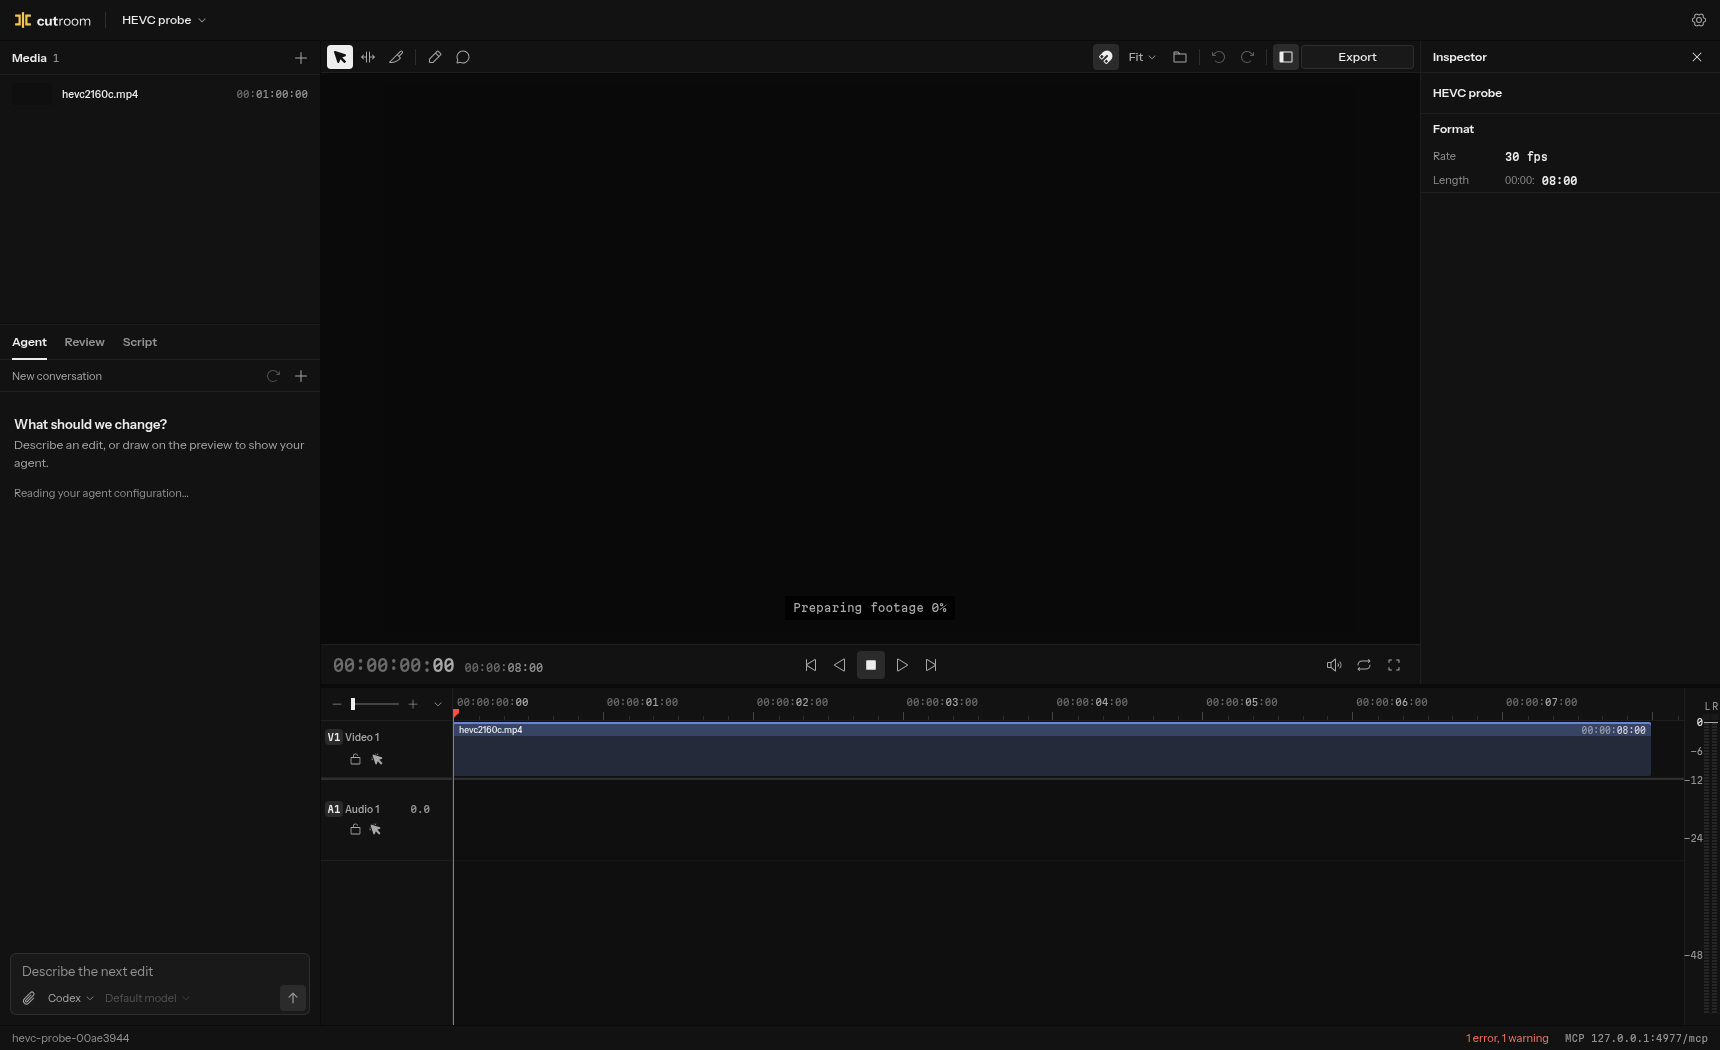 cutroom
HEVC probe
Media 1
Fit
Export
Inspector
hevc2160c.mp4 00:01:00:00
HEVC probe
Format
Rate 30 fps
Length 00:00:08:00
Agent Review Script
New conversation
What should we change?
Describe an edit, or draw on the preview to show your
agent.
Reading your agent configuration...
Preparing footage 0%
00:00:00:00 00:00:08:00
00:00:00:00 00:00:01:00 00:00:02:00 00:00:03:00 00:00:04:00 00:00:05:00 00:00:06:00 00:00:07:00
L R
V1 Video 1
hevc2160c.mp4 00:00:08:00
A1 Audio 1 0.0
0
-6
-12
-24
-48
Describe the next edit
Codex Default model
hevc-probe-00ae3944
1 error, 1 warning MCP 127.0.0.1:4977/mcp